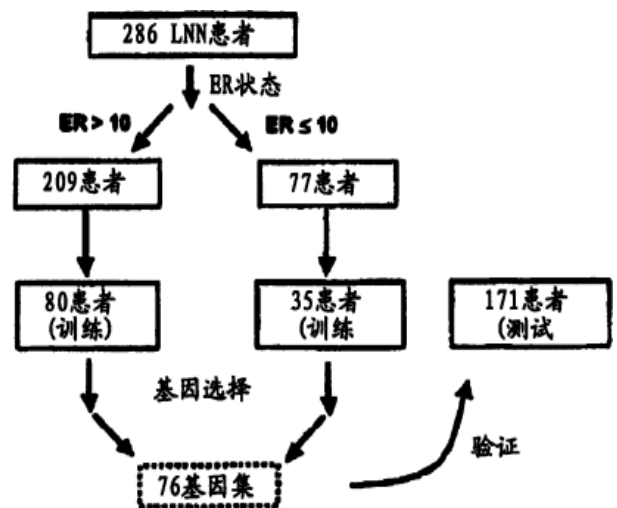 286 LNN患者
ER状态
ER > 10
ER ≤ 10
209患者
77患者
80患者
(训练)
35患者
(训练
171患者
(测试
基因选择
验证
76基因集